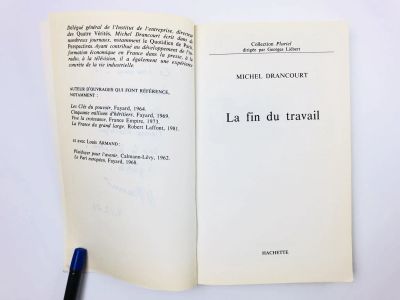 Délégué général de l'Institut de l'entreprise, directeur
des Quatre Vérités, Michel Drancourt écrit dans de
nombreux journaux, notamment le Quotidien de Paris,
Perspectives. Ayant contribué au développement de l'in-
formation économique en France dans la presse, à la
radio, à la télévision, il a également une expérience
concrète de la vie industrielle.
AUTEUR D'OUVRAGES QUI FONT RÉFÉRENCE,
NOTAMMENT :
Les Clés du pouvoir, Fayard, 1964.
Cinquante millions d'héritiers, Fayard, 1969.
Vive la croissance, France Empire, 1973.
La France du grand large, Robert Laffont, 1981.
et avec Louis ARMAND :
Plaidoyer pour l'avenir, Calmann-Lévy, 1962.
Le Pari européen, Fayard, 1968.
Collection Pluriel
dirigée par Georges Liébert
MICHEL DRANCOURT
La fin du travail
HACHETTE